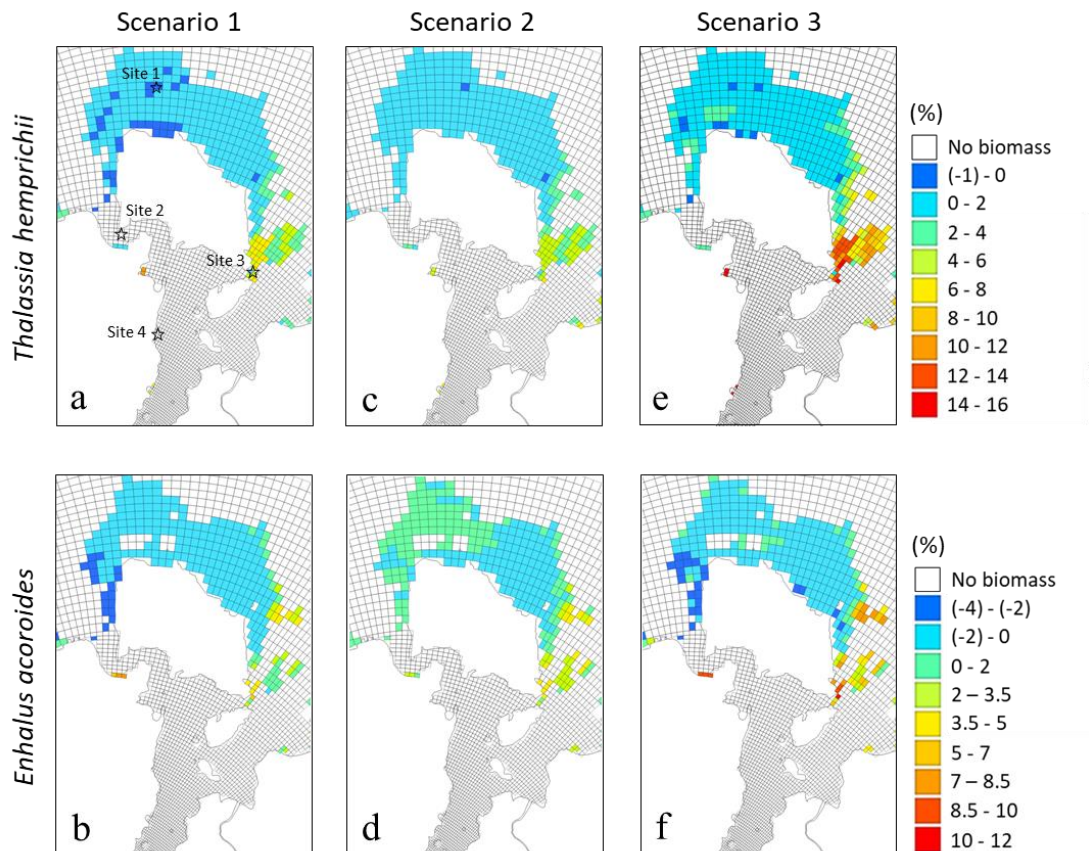 Scenario 1
Scenario 2
Scenario 3
Thalassia hemprichii
Site 1
Site 2
Site 3
Site 4
a
c
e
(%)
No biomass
(-1) - 0
0 - 2
2 - 4
4 - 6
6 - 8
8 - 10
10 - 12
12 - 14
14 - 16
Enhalus acoroides
b
d
f
(%)
No biomass
(-4) - (-2)
(-2) - 0
0 - 2
2 – 3.5
3.5 - 5
5 - 7
7 – 8.5
8.5 - 10
10 - 12